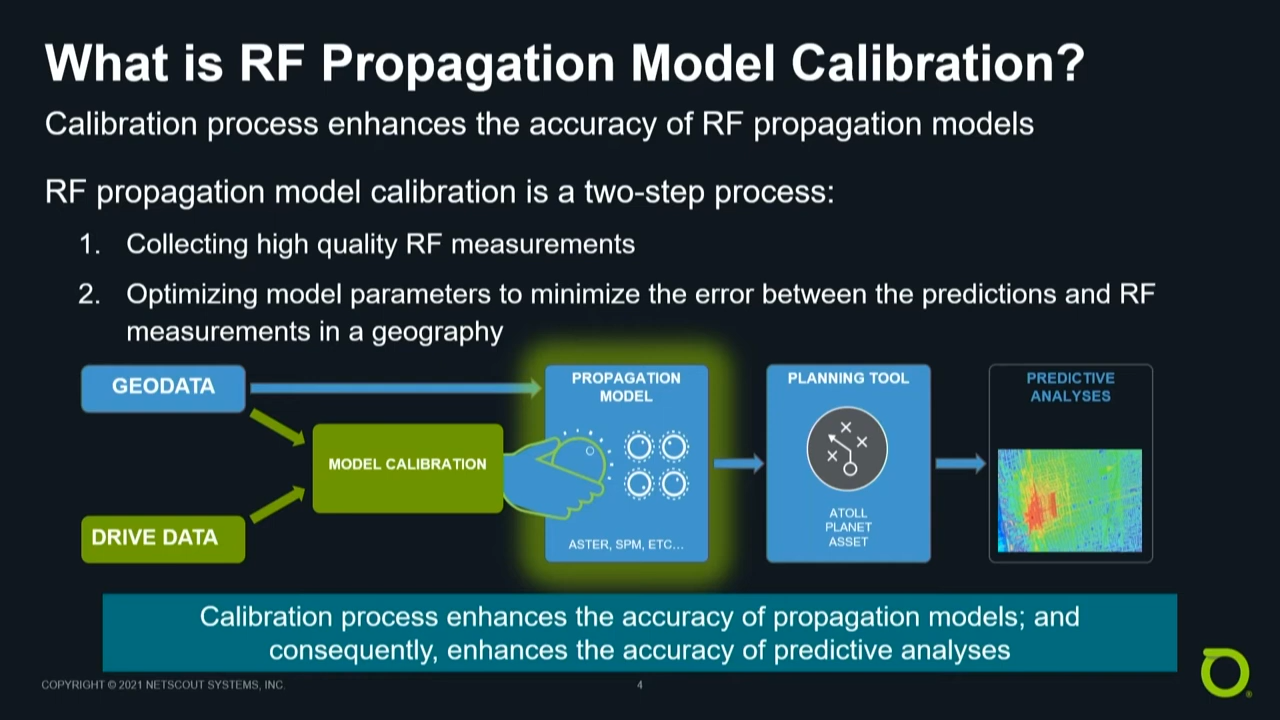 What is RF Propagation Model Calibration?
Calibration process enhances the accuracy of RF propagation models
RF propagation model calibration is a two-step process:
1. Collecting high quality RF measurements
2. Optimizing model parameters to minimize the error between the predictions and RF
measurements in a geography
GEODATA
DRIVE DATA
MODEL CALIBRATION
PROPAGATION
MODEL
ASTER, SPM, ETC...
PLANNING TOOL
ATOLL
PLANET
ASSET
PREDICTIVE
ANALYSES
Calibration process enhances the accuracy of propagation models; and
consequently, enhances the accuracy of predictive analyses
COPYRIGHT © 2021 NETSCOUT SYSTEMS, INC.
4